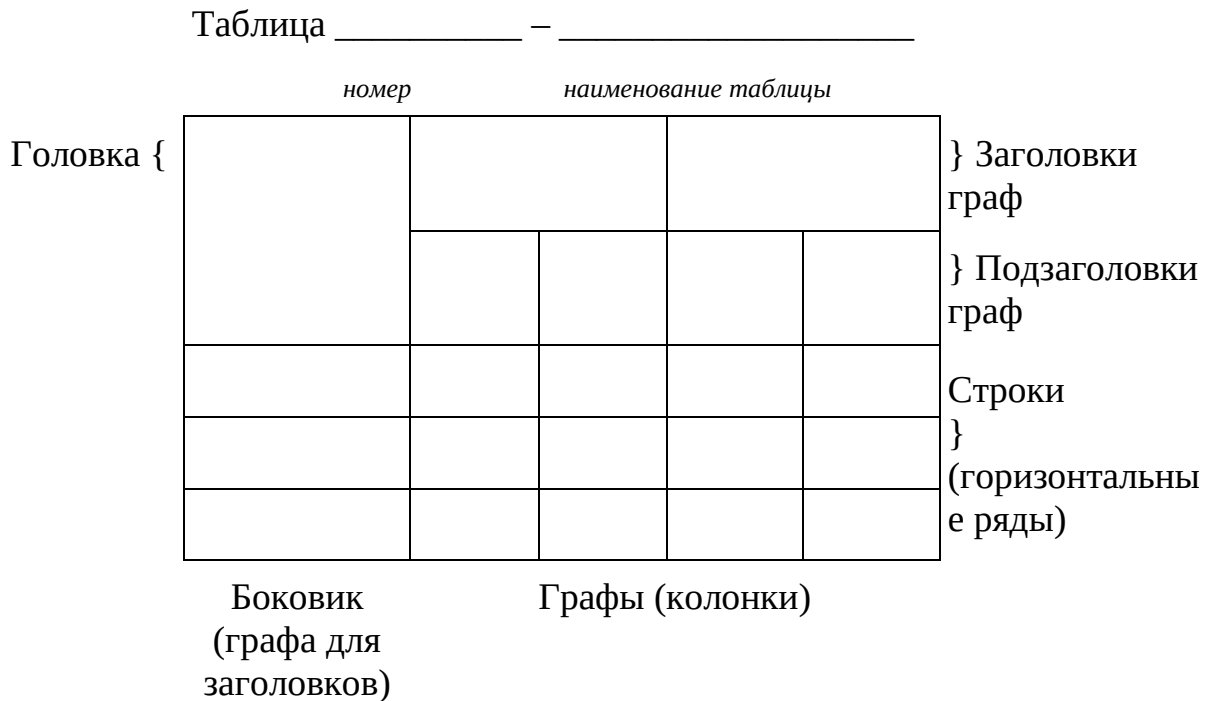 Таблица __________ – ___________________
номер наименование таблицы
Головка {
} Заголовки
граф
} Подзаголовки
граф
Строки
}
(горизонтальны
е ряды)
Боковик
(графа для
заголовков)
Графы (колонки)